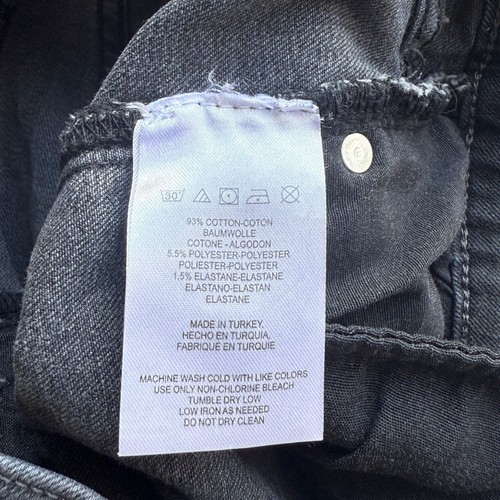 30°
93% COTTON-COTON
BAUMWOLLE
COTONE - ALGODON
5.5% POLYESTER-POLYESTER
POLIESTER-POLIESTER
1.5% ELASTANE-ELASTANE
ELASTANO-ELASTAN
ELASTANE
MADE IN TURKEY,
HECHO EN TURQUIA,
FABRIQUÉ EN TURQUIE
MACHINE WASH COLD WITH LIKE COLORS
USE ONLY NON-CHLORINE BLEACH
TUMBLE DRY LOW
LOW IRON AS NEEDED
DO NOT DRY CLEAN